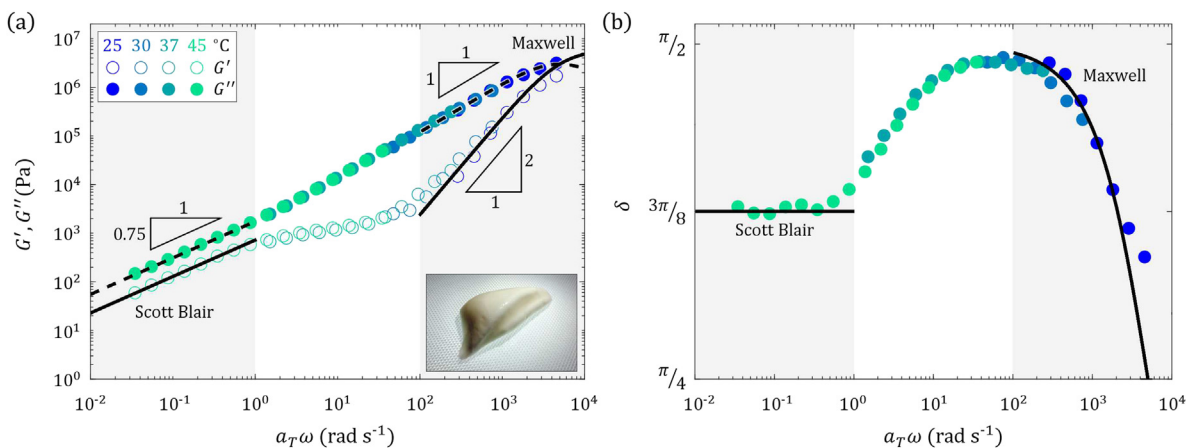 (a)
10⁷
10⁶
10⁵
10⁴
10³
10²
10¹
10⁰
G′, G″ (Pa)
25 30 37 45 °C
G′
G″
1
1
Maxwell
2
1
1
0.75
Scott Blair
10⁻² 10⁻¹ 10⁰ 10¹ 10² 10³ 10⁴
a_T ω (rad s⁻¹)
(b)
π/2
3π/8
π/4
δ
Scott Blair
Maxwell
10⁻² 10⁻¹ 10⁰ 10¹ 10² 10³ 10⁴
a_T ω (rad s⁻¹)